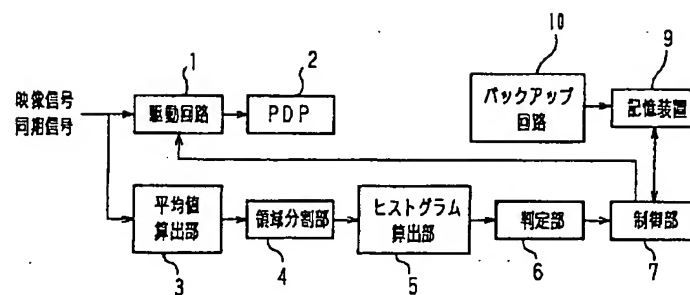 10
9
1
2
映像信号
同期信号
駆動回路
PDP
バックアップ
回路
記憶装置
平均値
算出部
領域分割部
ヒストグラム
算出部
判定部
制御部
3
4
5
6
7